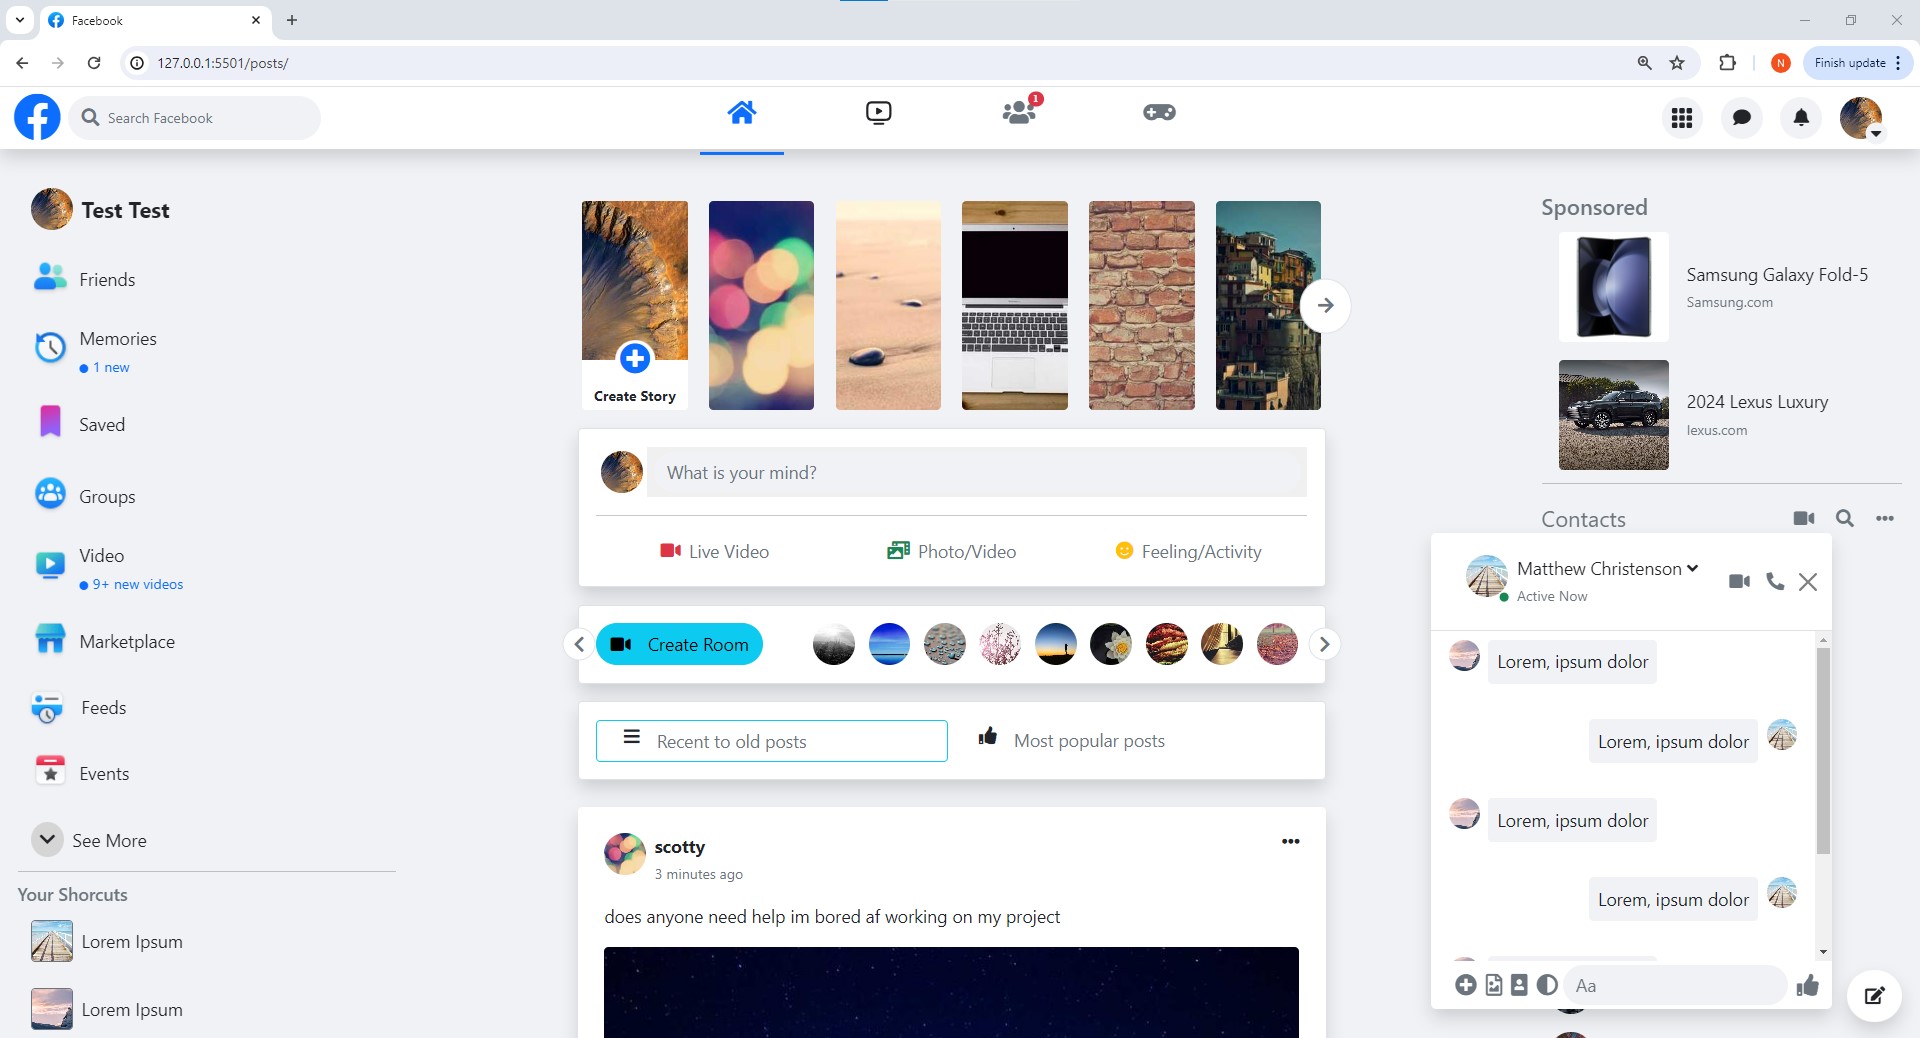 Facebook
127.0.0.1:5501/posts/
N
Finish update
Search Facebook
1
Test Test
Friends
Memories
1 new
Saved
Groups
Video
9+ new videos
Marketplace
Feeds
Events
See More
Your Shorcuts
Lorem Ipsum
Lorem Ipsum
Create Story
What is your mind?
Live Video
Photo/Video
Feeling/Activity
Create Room
Recent to old posts
Most popular posts
scotty
3 minutes ago
does anyone need help im bored af working on my project
Sponsored
Samsung Galaxy Fold-5
Samsung.com
2024 Lexus Luxury
lexus.com
Contacts
Matthew Christenson
Active Now
Lorem, ipsum dolor
Lorem, ipsum dolor
Lorem, ipsum dolor
Lorem, ipsum dolor
Aa